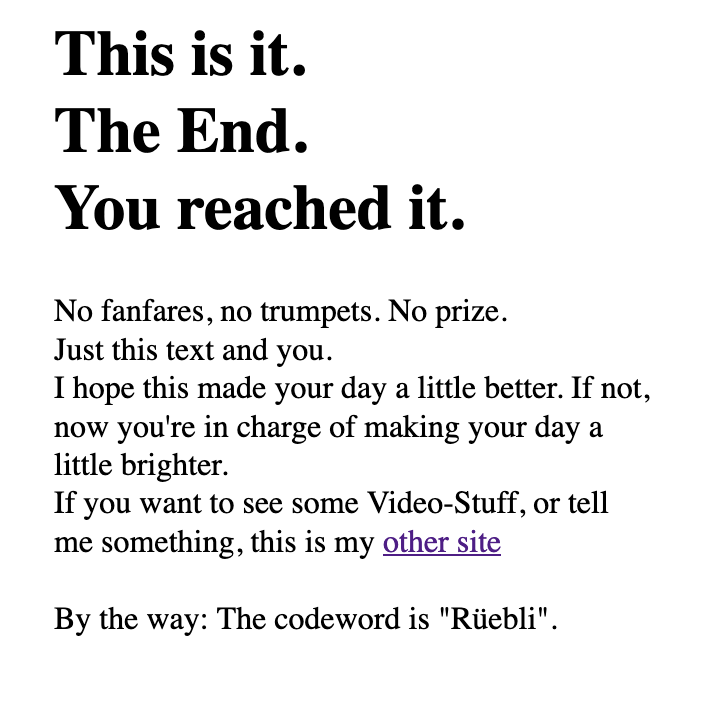 This is it.
The End.
You reached it.
No fanfares, no trumpets. No prize.
Just this text and you.
I hope this made your day a little better. If not,
now you're in charge of making your day a
little brighter.
If you want to see some Video-Stuff, or tell
me something, this is my other site
By the way: The codeword is "Rüebli".